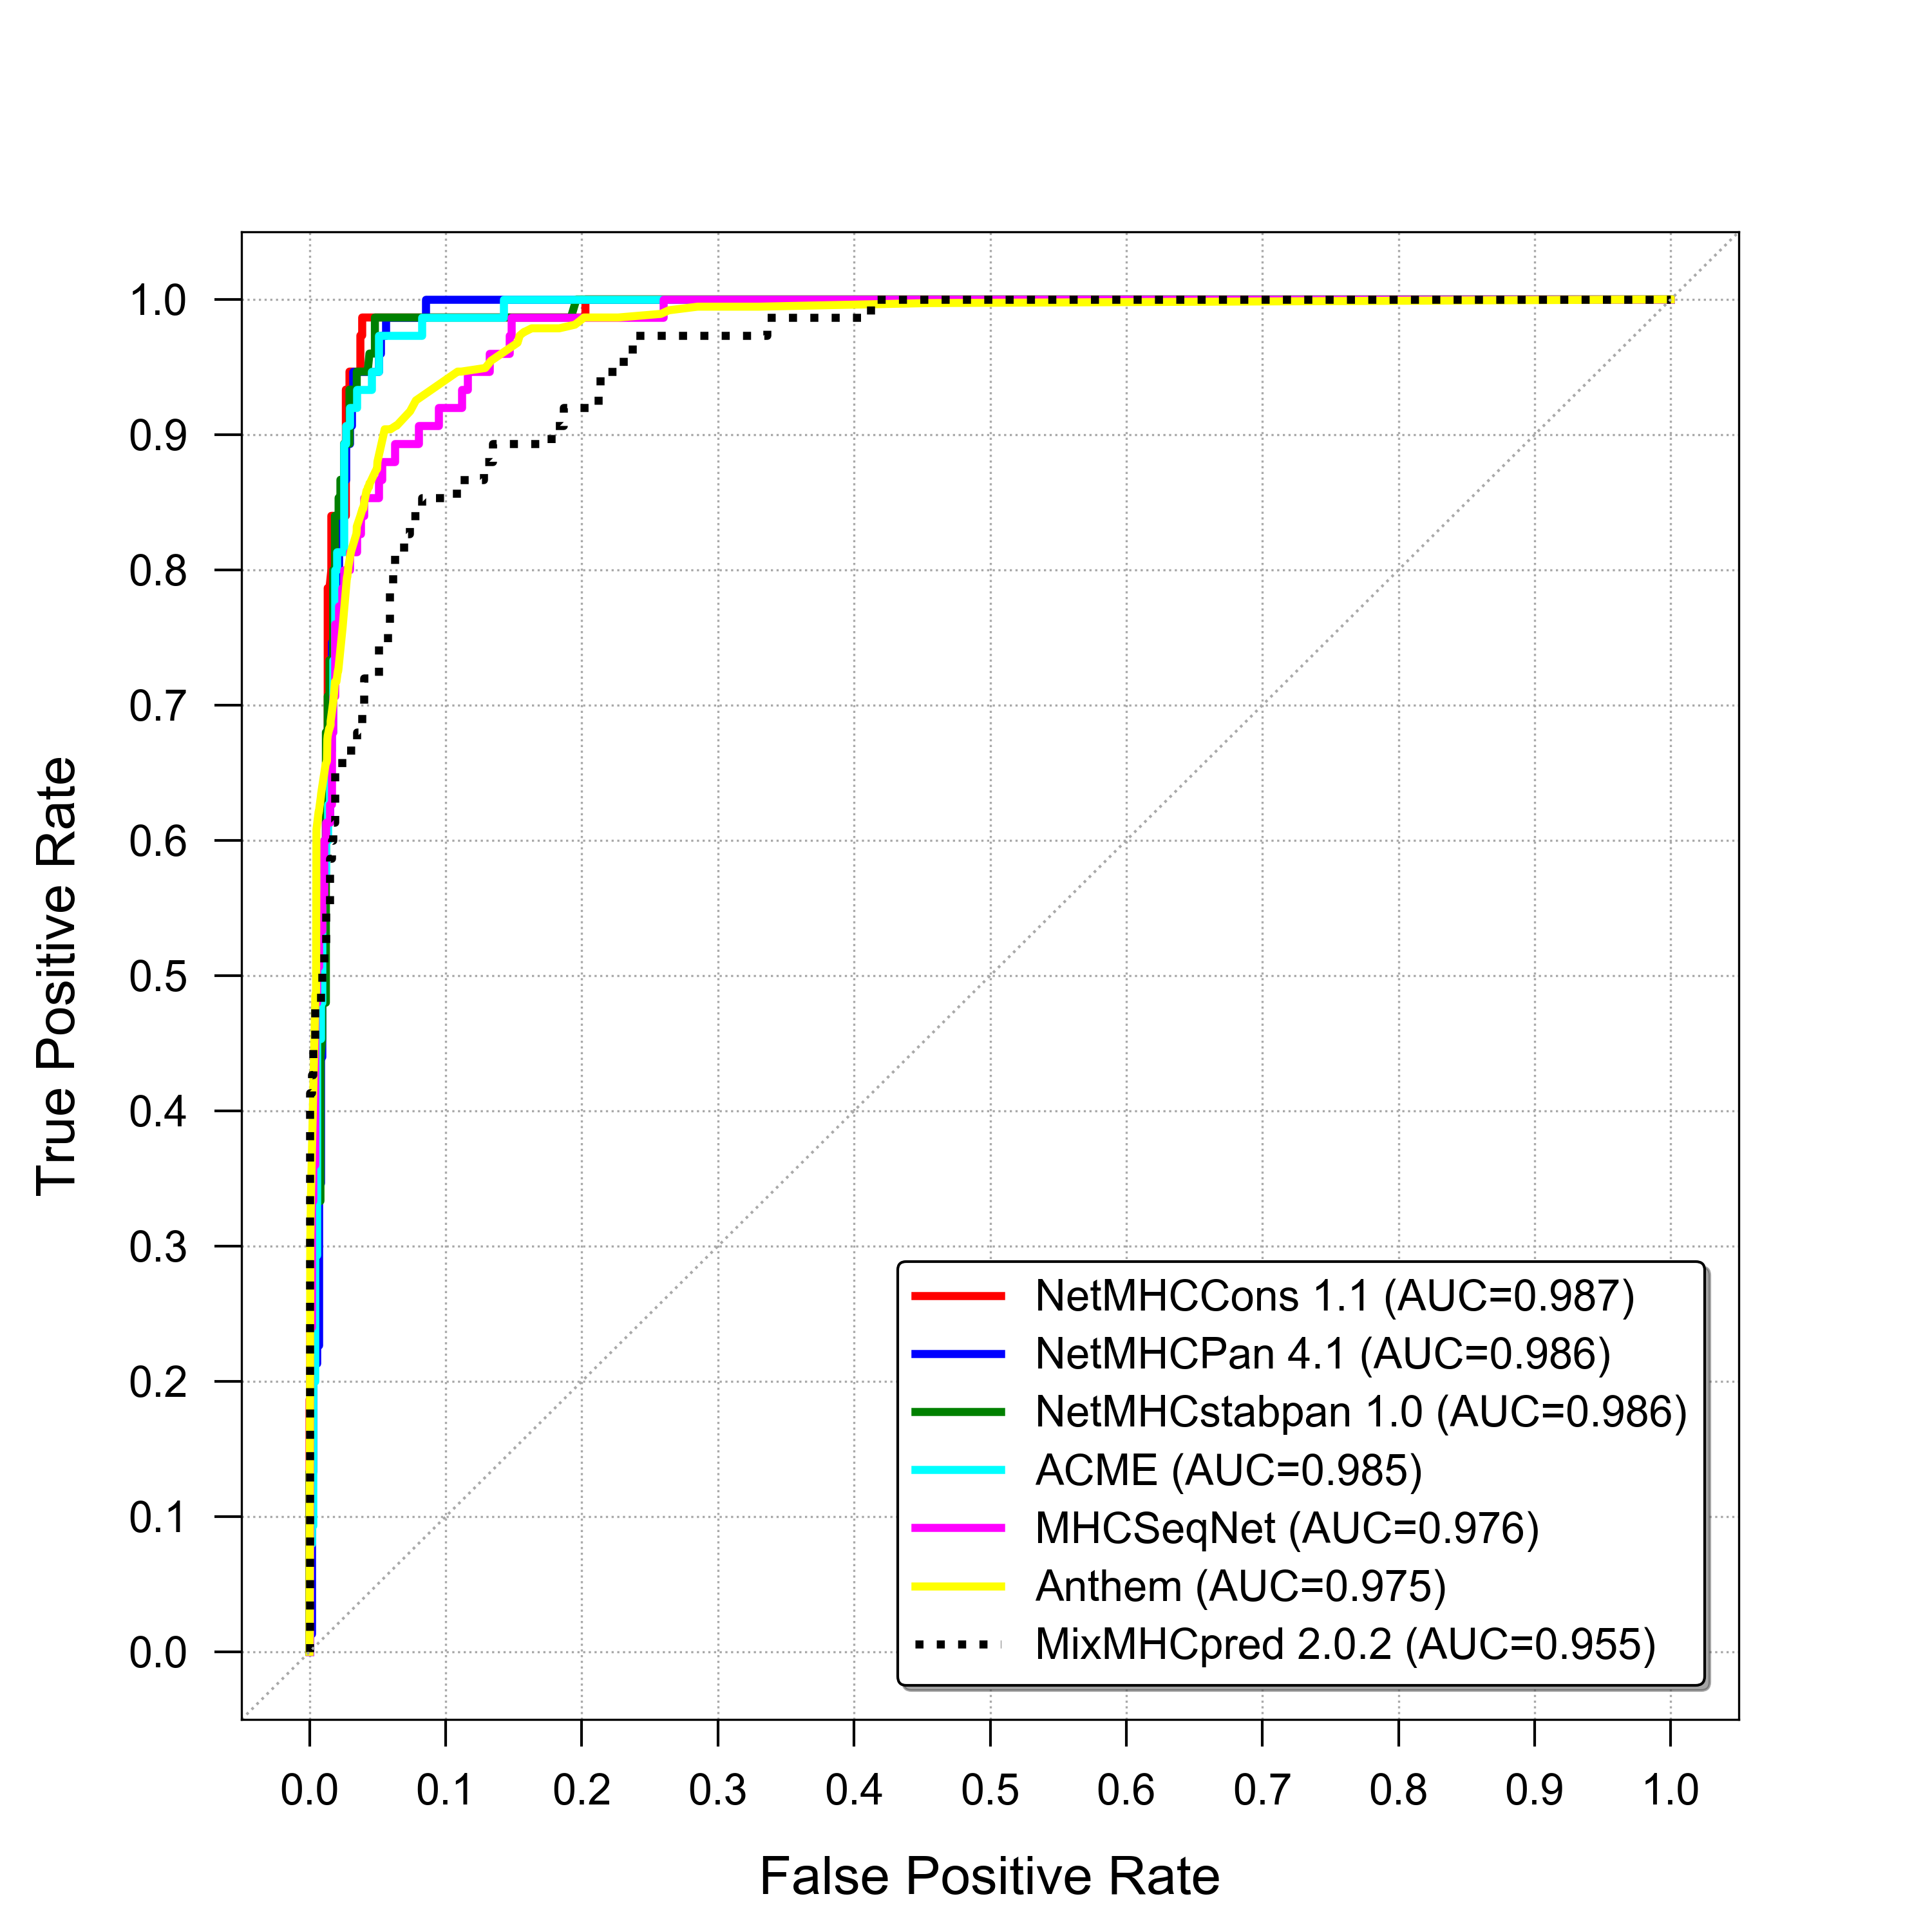 True Positive Rate
1.0
0.9
0.8
0.7
0.6
0.5
0.4
0.3
0.2
0.1
0.0
NetMHCCons 1.1 (AUC=0.987)
NetMHCPan 4.1 (AUC=0.986)
NetMHCstabpan 1.0 (AUC=0.986)
ACME (AUC=0.985)
MHCSeqNet (AUC=0.976)
Anthem (AUC=0.975)
MixMHCpred 2.0.2 (AUC=0.955)
0.0 0.1 0.2 0.3 0.4 0.5 0.6 0.7 0.8 0.9 1.0
False Positive Rate